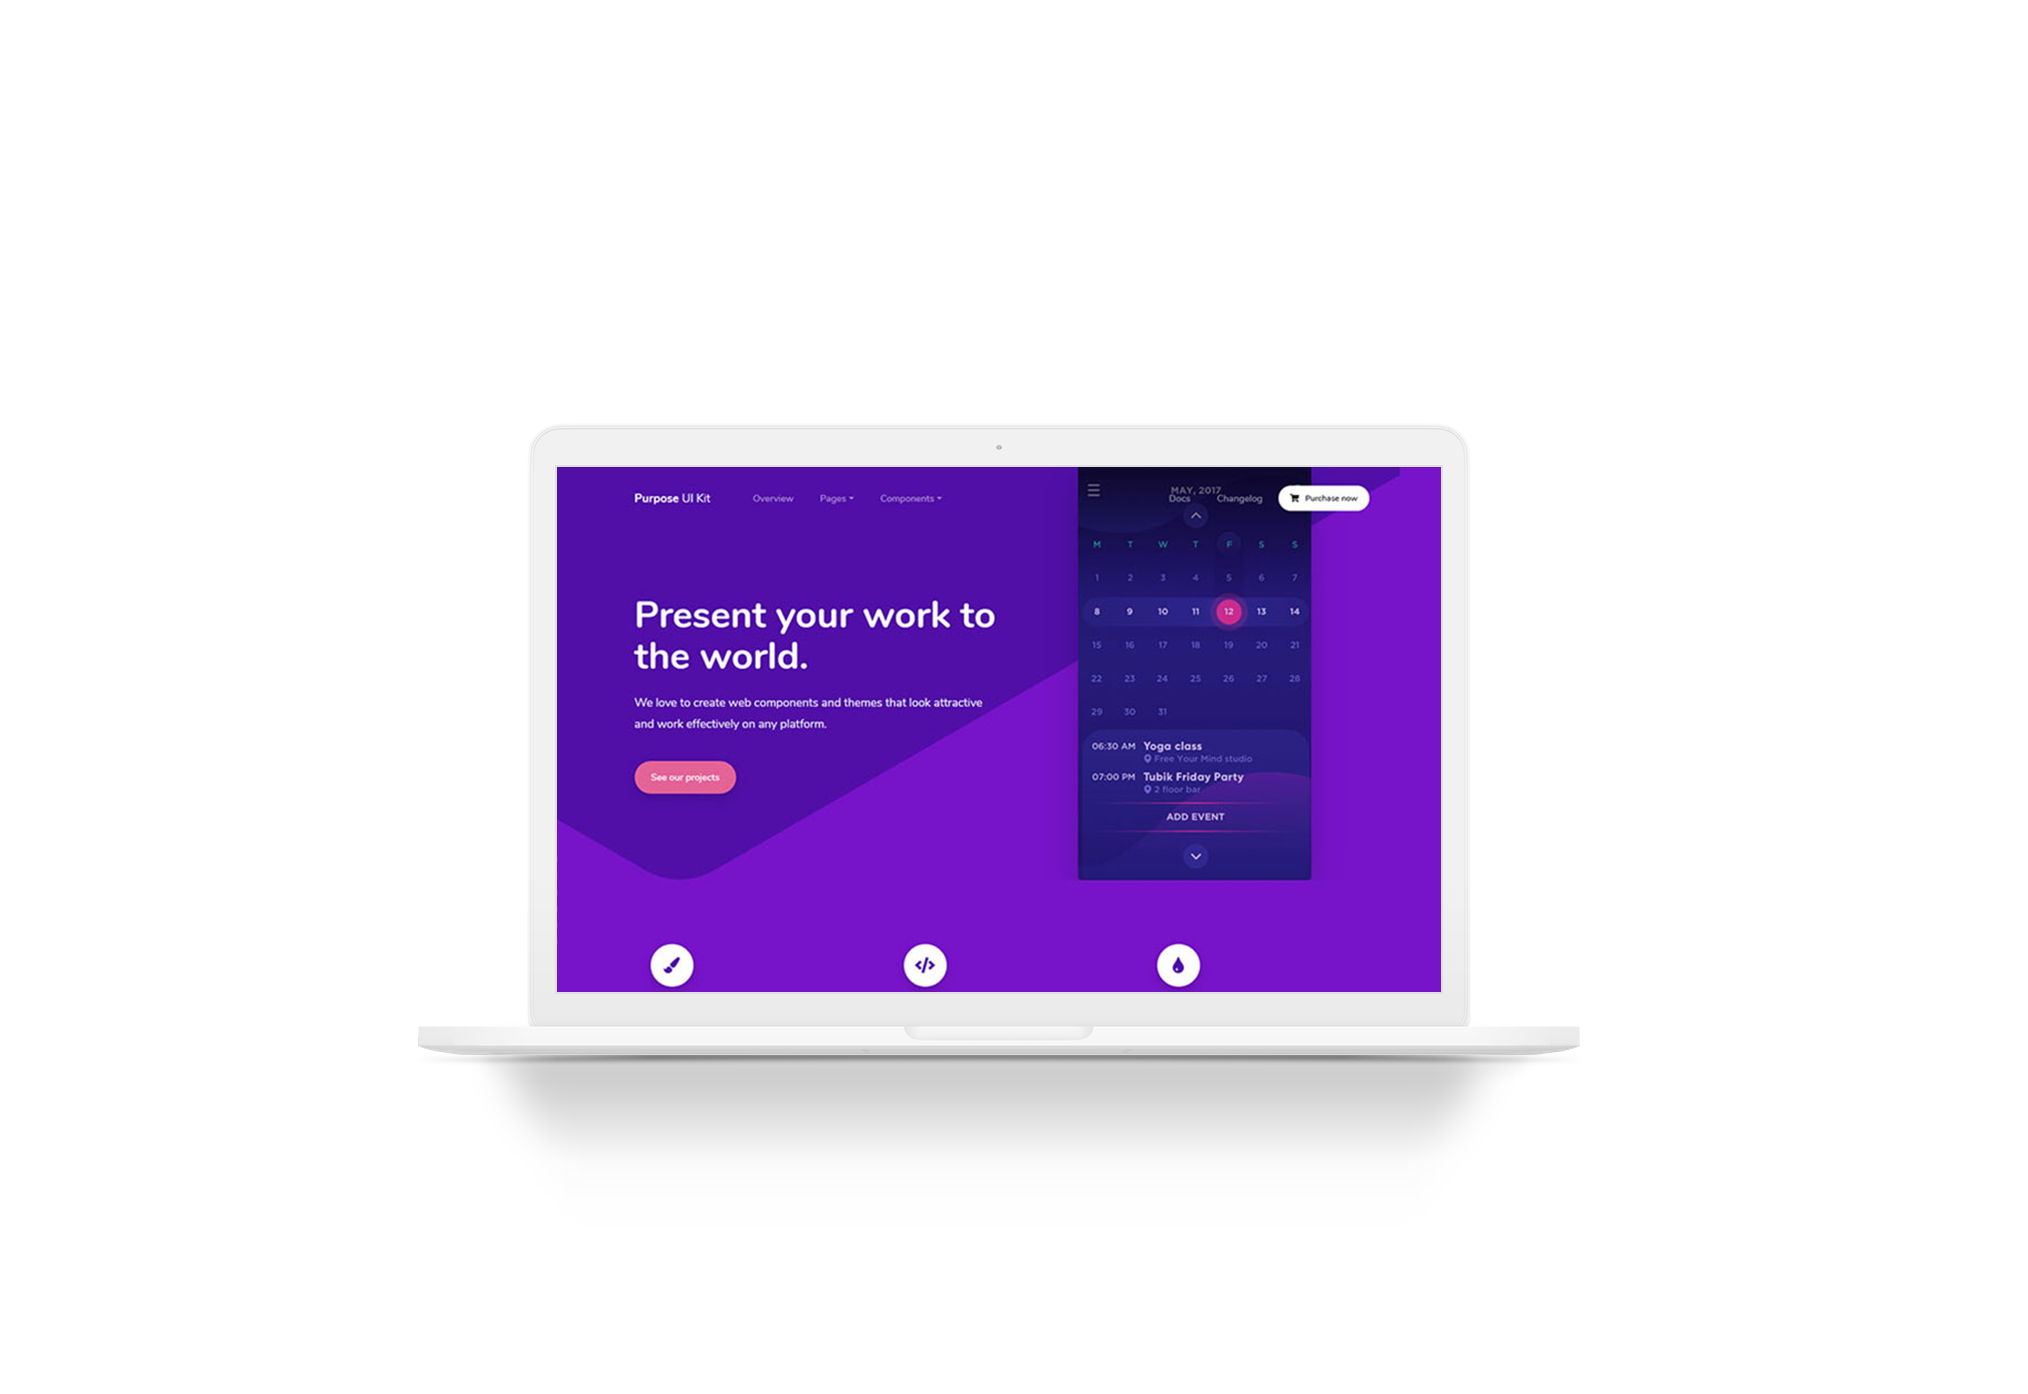 Purpose UI Kit
Overview
Pages
Components
MAY, 2017
Docs
Changelog
Purchase now
Present your work to
the world.
We love to create web components and themes that look attractive
and work effectively on any platform.
See our projects
M T W T F S S
1 2 3 4 5 6 7
8 9 10 11 12 13 14
15 16 17 18 19 20 21
22 23 24 25 26 27 28
29 30 31
06:30 AM Yoga class
Free Your Mind studio
07:00 PM Tubik Friday Party
2 floor bar
ADD EVENT